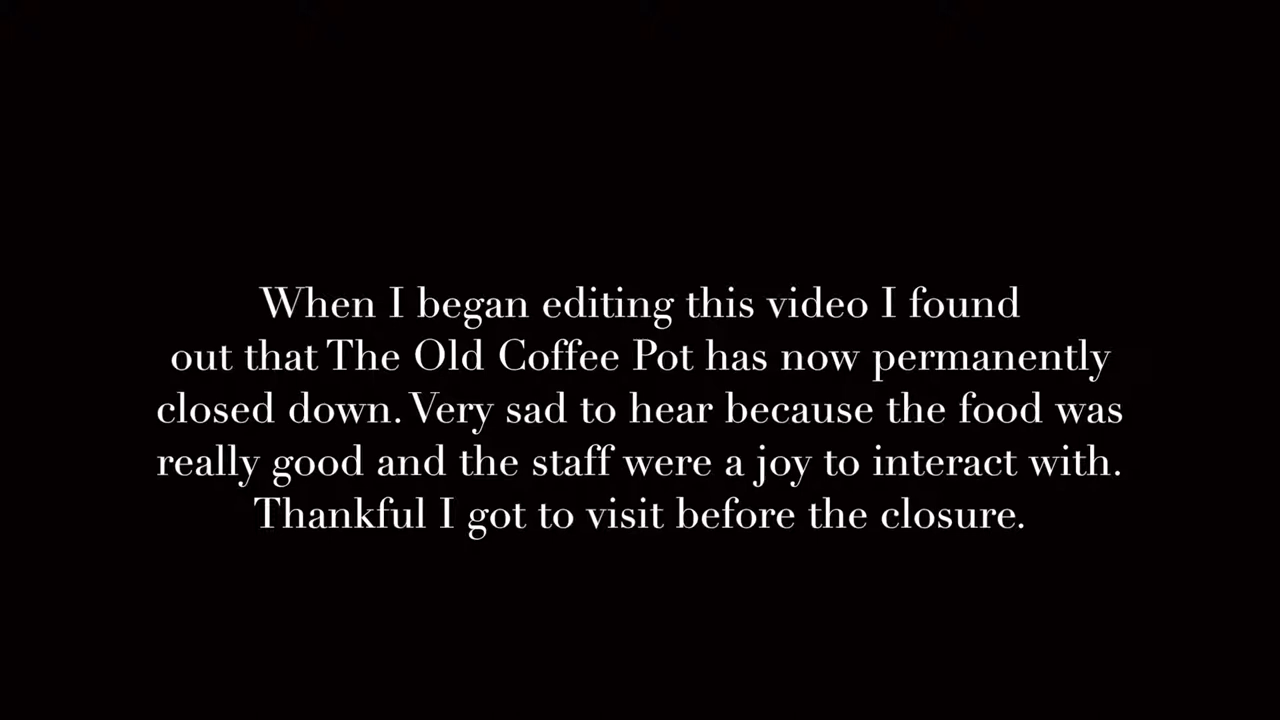 When I began editing this video I found
out that The Old Coffee Pot has now permanently
closed down. Very sad to hear because the food was
really good and the staff were a joy to interact with.
Thankful I got to visit before the closure.